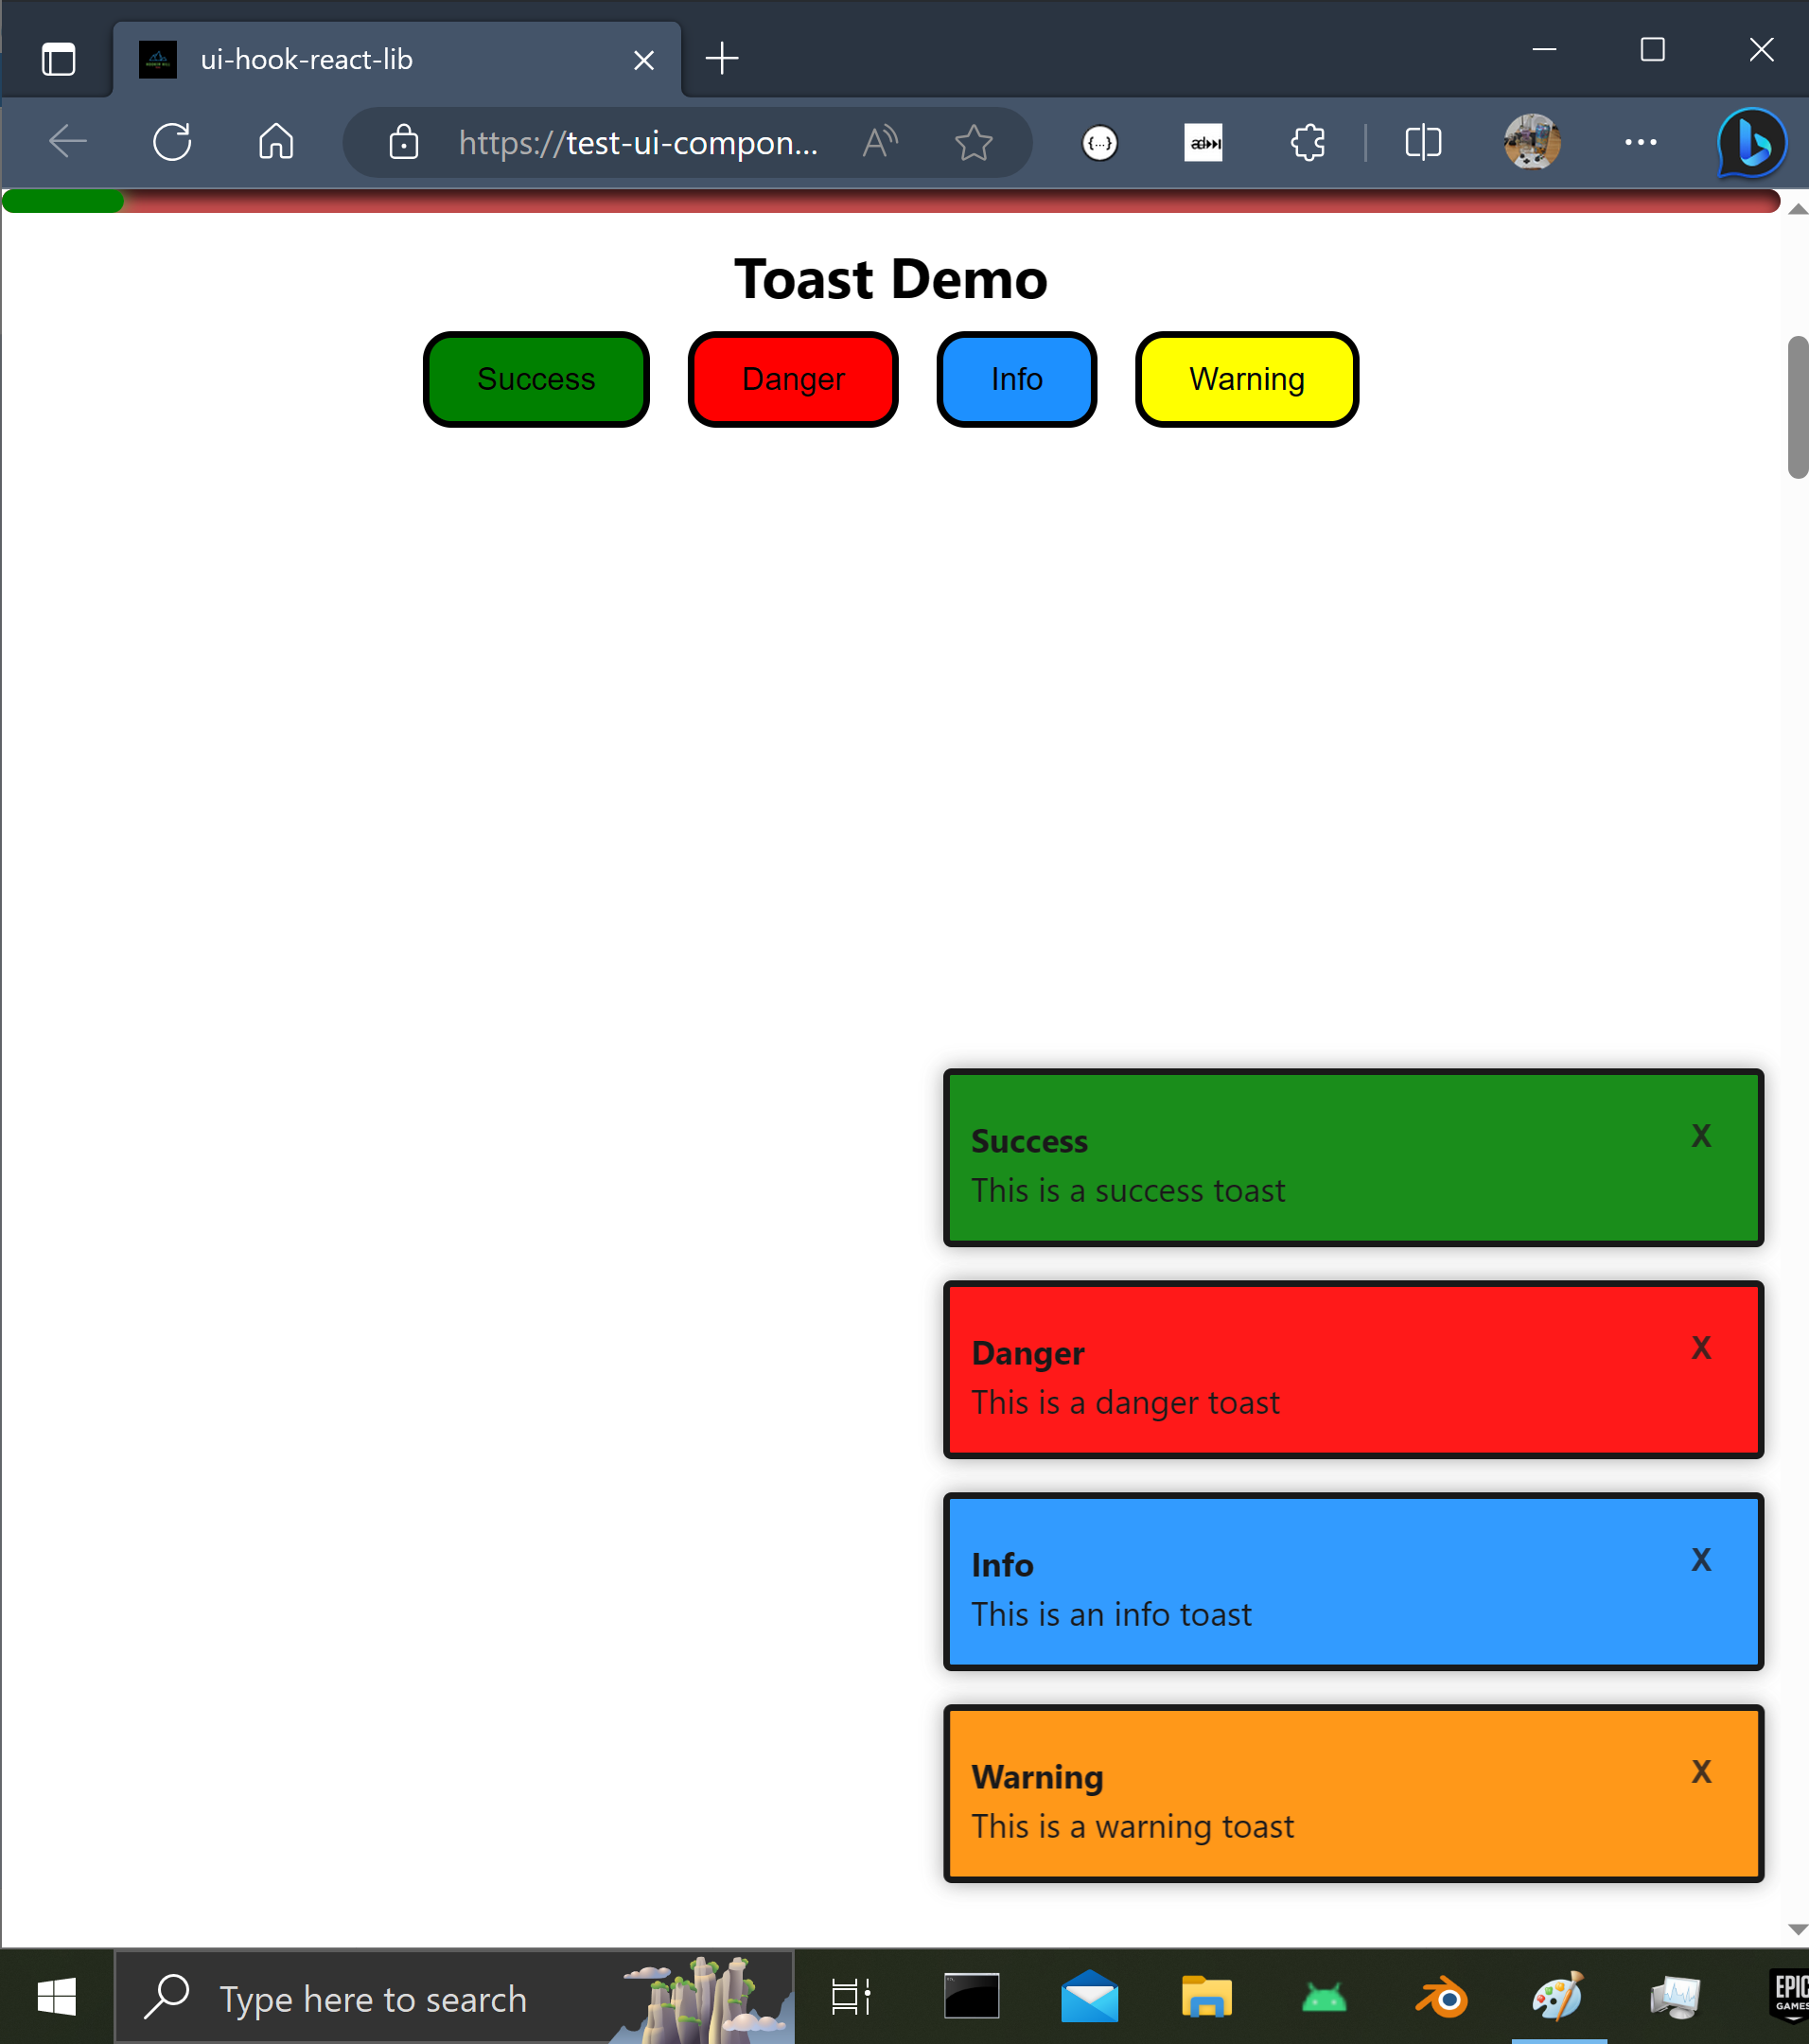 ui-hook-react-lib
https://test-ui-compon...
Toast Demo
Success
Danger
Info
Warning
Success
X
This is a success toast
Danger
X
This is a danger toast
Info
X
This is an info toast
Warning
X
This is a warning toast
Type here to search
EPIC
GAMES